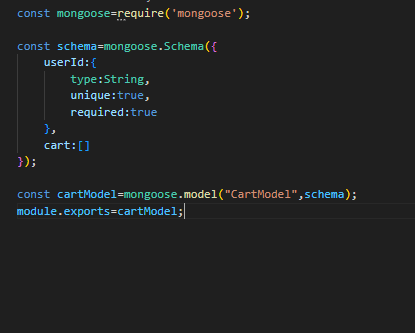 const mongoose=require('mongoose');
const schema=mongoose.Schema({
    userId:{
        type:String,
        unique:true,
        required:true
    },
    cart:[]
});
const cartModel=mongoose.model("CartModel",schema);
module.exports=cartModel;